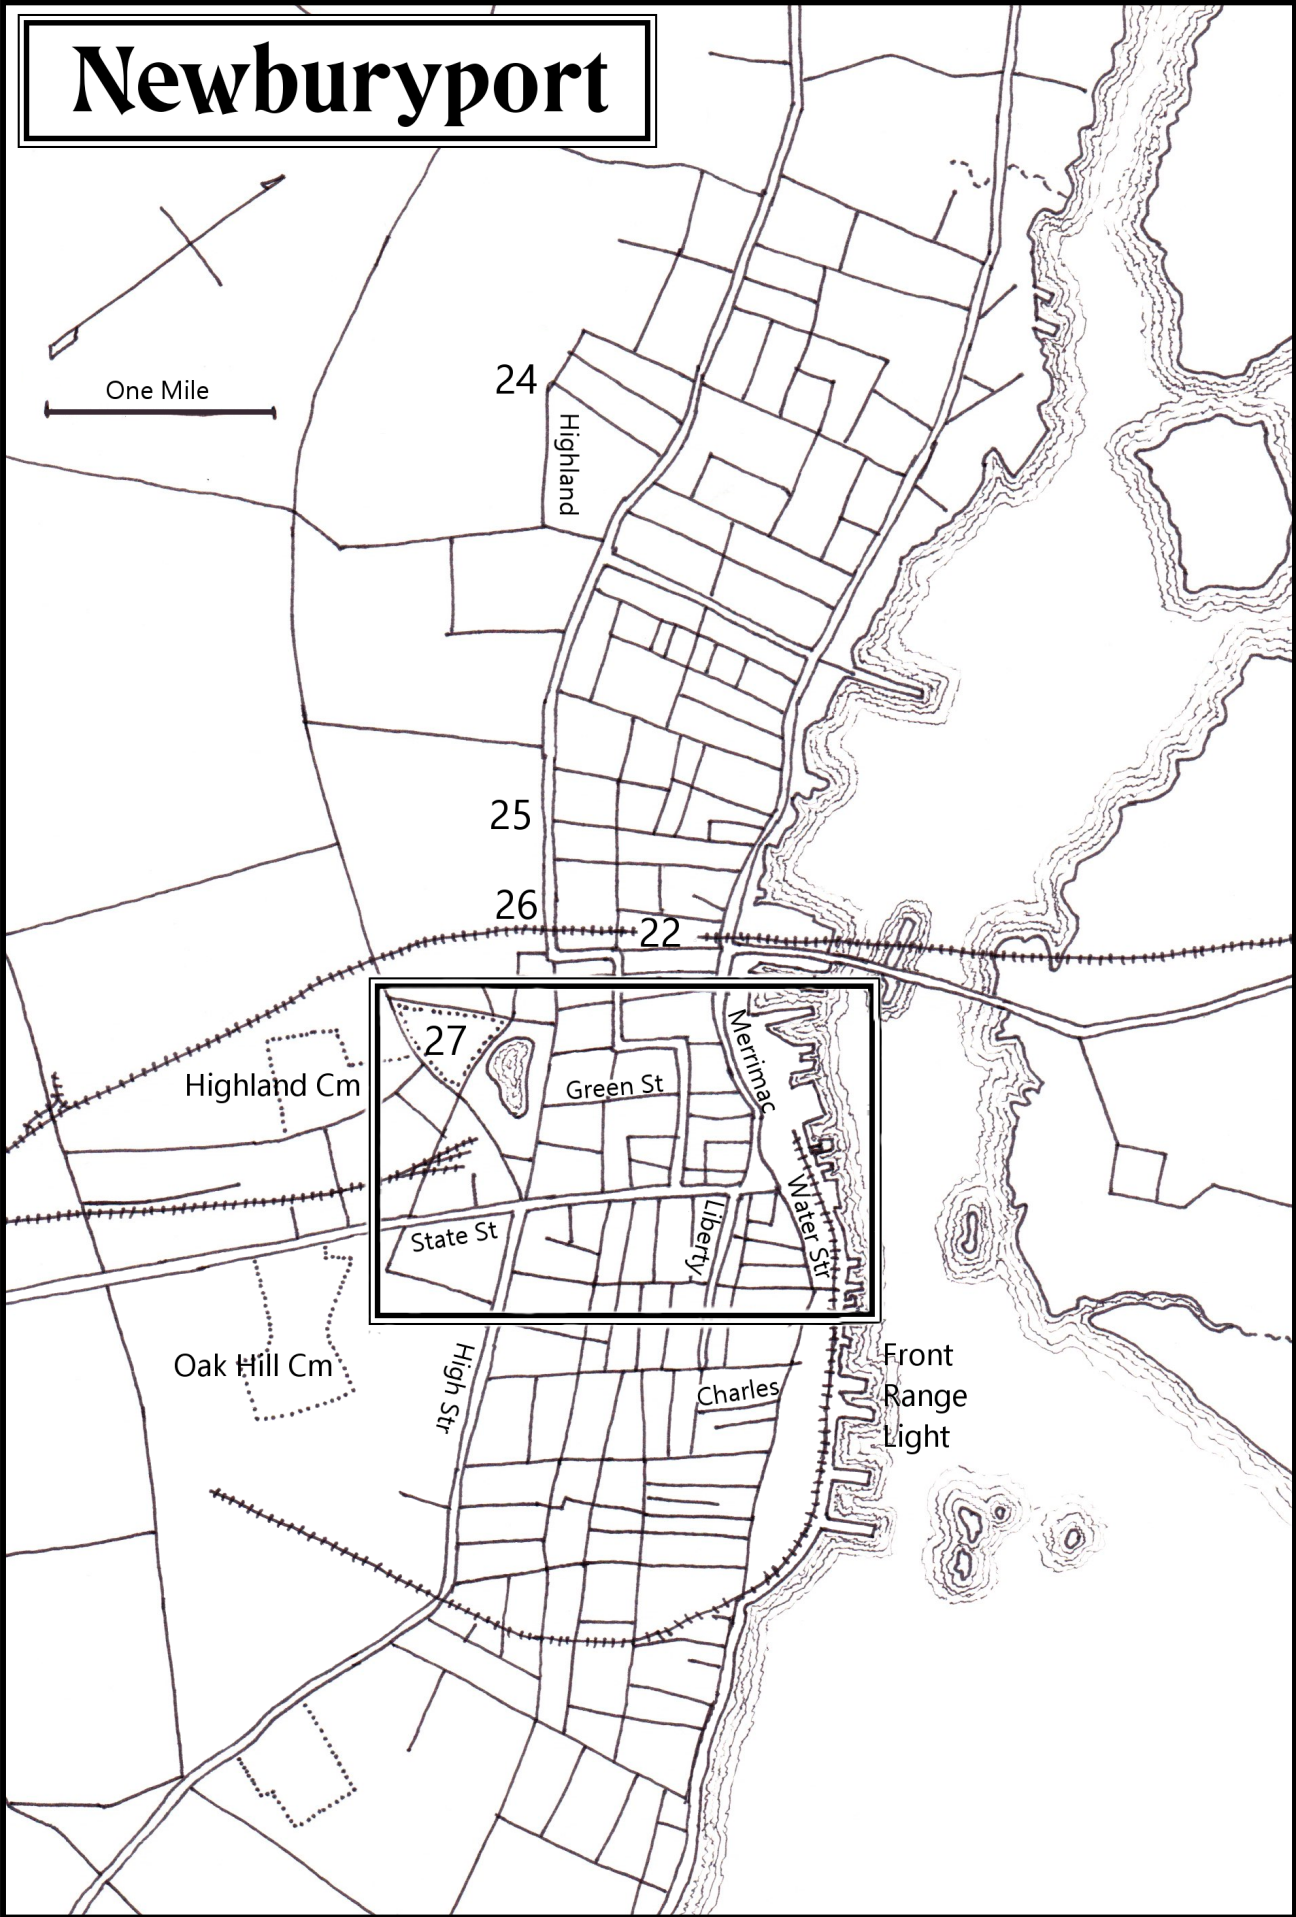 Newburyport
One Mile
24
Highland
25
26
22
27
Merrimac
Highland Cm
Green St
Water Str
State St
Liberty
Oak Hill Cm
High Str
Charles
Front
Range
Light